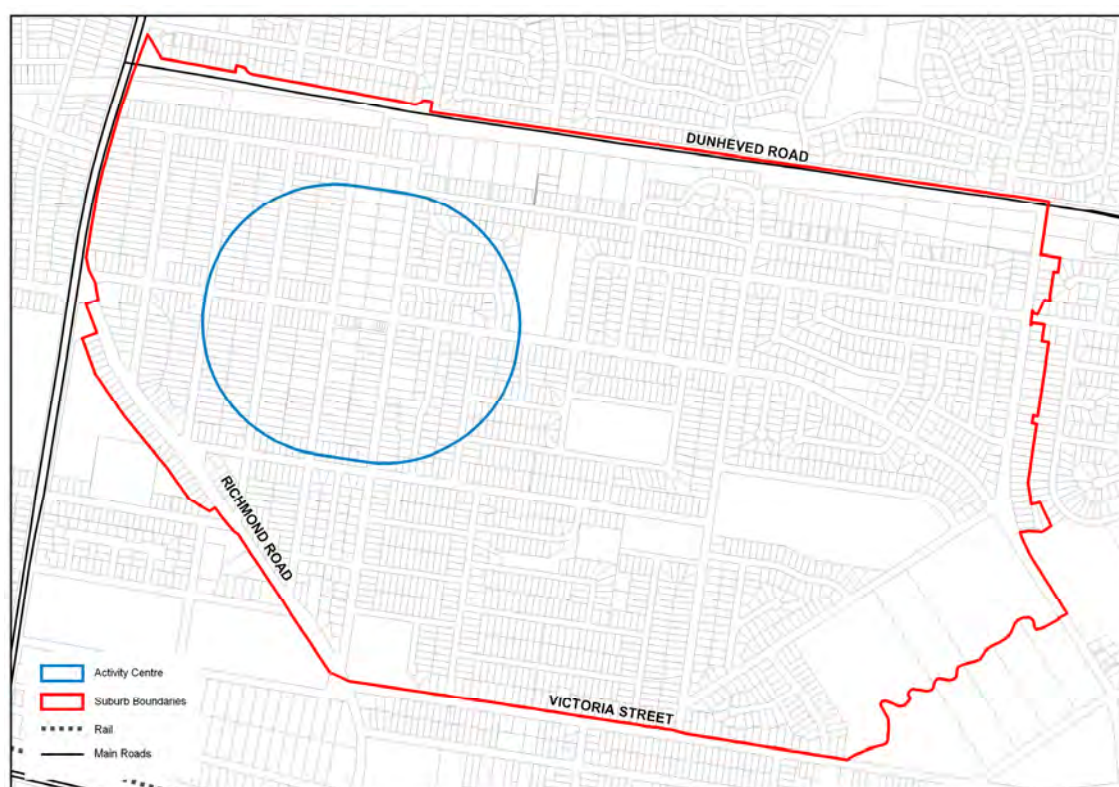 DUNHEVED ROAD
RICHMOND ROAD
VICTORIA STREET
Activity Centre
Suburb Boundaries
Rail
Main Roads